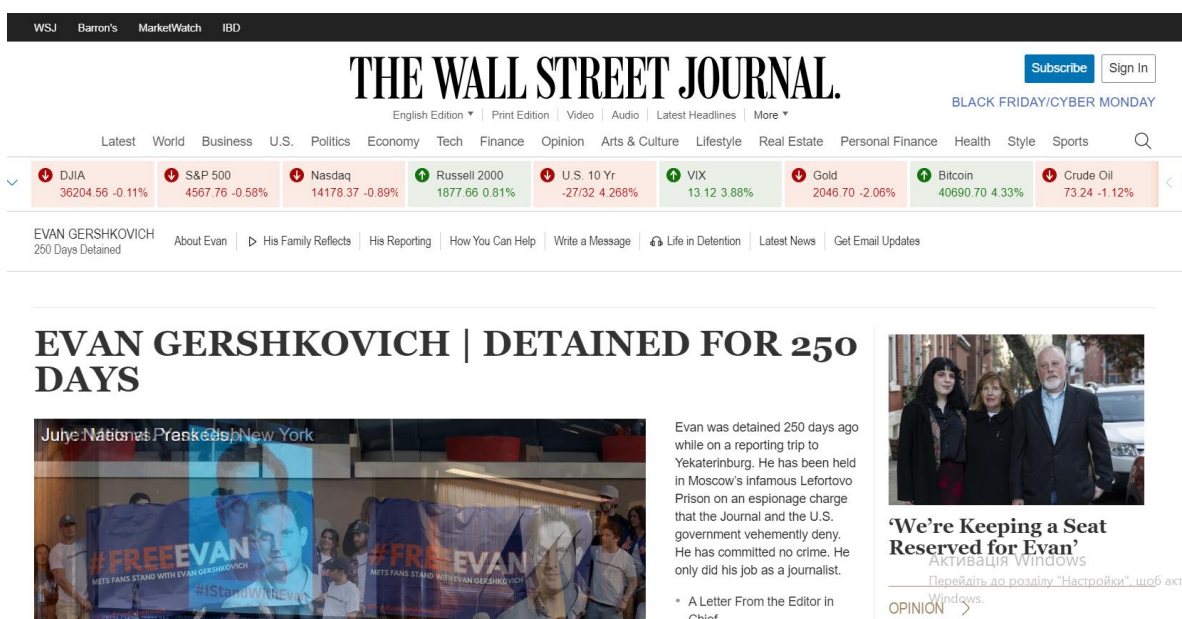 WSJ Barron's MarketWatch IBD
THE WALL STREET JOURNAL.
Subscribe Sign In
BLACK FRIDAY/CYBER MONDAY
English Edition Print Edition Video Audio Latest Headlines More
Latest World Business U.S. Politics Economy Tech Finance Opinion Arts & Culture Lifestyle Real Estate Personal Finance Health Style Sports
DJIA S&P 500 Nasdaq Russell 2000 U.S. 10 Yr VIX Gold Bitcoin Crude Oil
36204.56 -0.11% 4567.76 -0.58% 14178.37 -0.89% 1877.66 0.81% -27/32 4.268% 13.12 3.88% 2046.70 -2.06% 40690.70 4.33% 73.24 -1.12%
EVAN GERSHKOVICH
250 Days Detained
About Evan His Family Reflects His Reporting How You Can Help Write a Message Life in Detention Latest News Get Email Updates
EVAN GERSHKOVICH | DETAINED FOR 250
DAYS
New York
#FREEEVAN
METS FANS STAND WITH EVAN GERSHKOVICH
#IStandWithEvan
#FREEEVAN
METS FANS STAND WITH EVAN GERSHKOVICH
Evan was detained 250 days ago
while on a reporting trip to
Yekaterinburg. He has been held
in Moscow's infamous Lefortovo
Prison on an espionage charge
that the Journal and the U.S.
government vehemently deny.
He has committed no crime. He
only did his job as a journalist.
A Letter From the Editor in
Chief
‘We're Keeping a Seat
Reserved for Evan’
Активація Windows
Перейдіть до розділу "Настройки", щоб акт
Windows.
OPINION